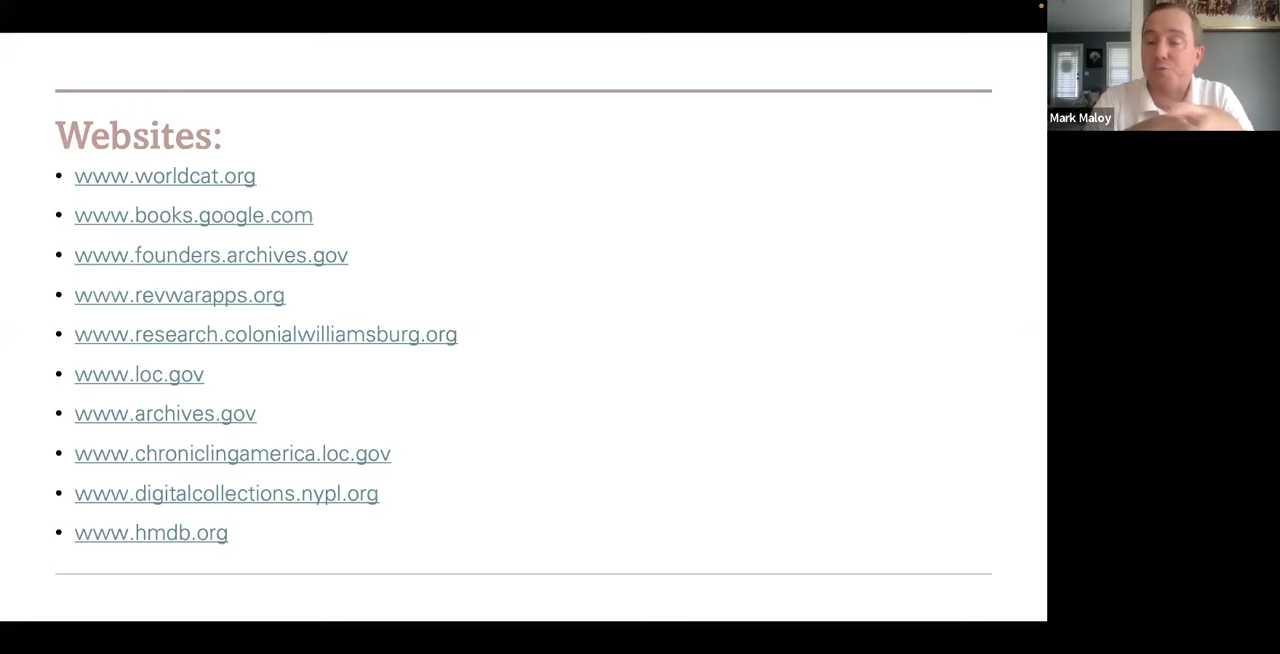 Websites:
• www.worldcat.org
• www.books.google.com
• www.founders.archives.gov
• www.revwarapps.org
• www.research.colonialwilliamsburg.org
• www.loc.gov
• www.archives.gov
• www.chroniclingamerica.loc.gov
• www.digitalcollections.nypl.org
• www.hmdb.org
Mark Maloy